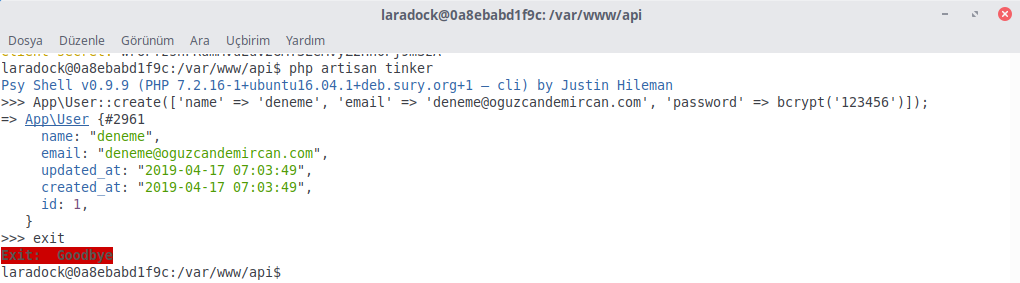 laradock@0a8ebabd1f9c: /var/www/api
Dosya Düzenle Görünüm Ara Uçbirim Yardım
laradock@0a8ebabd1f9c:/var/www/api$ php artisan tinker
Psy Shell v0.9.9 (PHP 7.2.16-1+ubuntu16.04.1+deb.sury.org+1 — cli) by Justin Hileman
>>> App\User::create(['name' => 'deneme', 'email' => 'deneme@oguzcandemircan.com', 'password' => bcrypt('123456')]);
=> App\User {#2961
     name: "deneme",
     email: "deneme@oguzcandemircan.com",
     updated_at: "2019-04-17 07:03:49",
     created_at: "2019-04-17 07:03:49",
     id: 1,
   }
>>> exit
Exit:  Goodbye
laradock@0a8ebabd1f9c:/var/www/api$